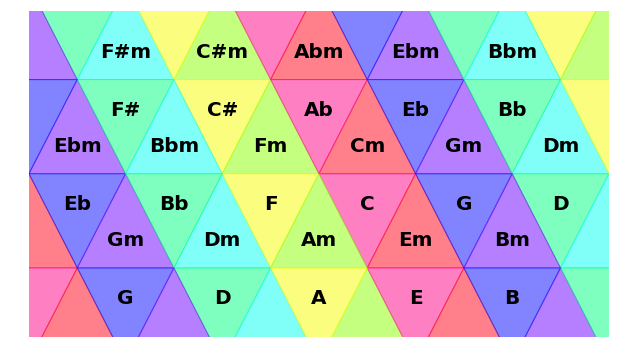 F#m C#m Abm Ebm Bbm
F# C# Ab Eb Bb
Ebm Bbm Fm Cm Gm Dm
Eb Bb F C G D
Gm Dm Am Em Bm
G D A E B